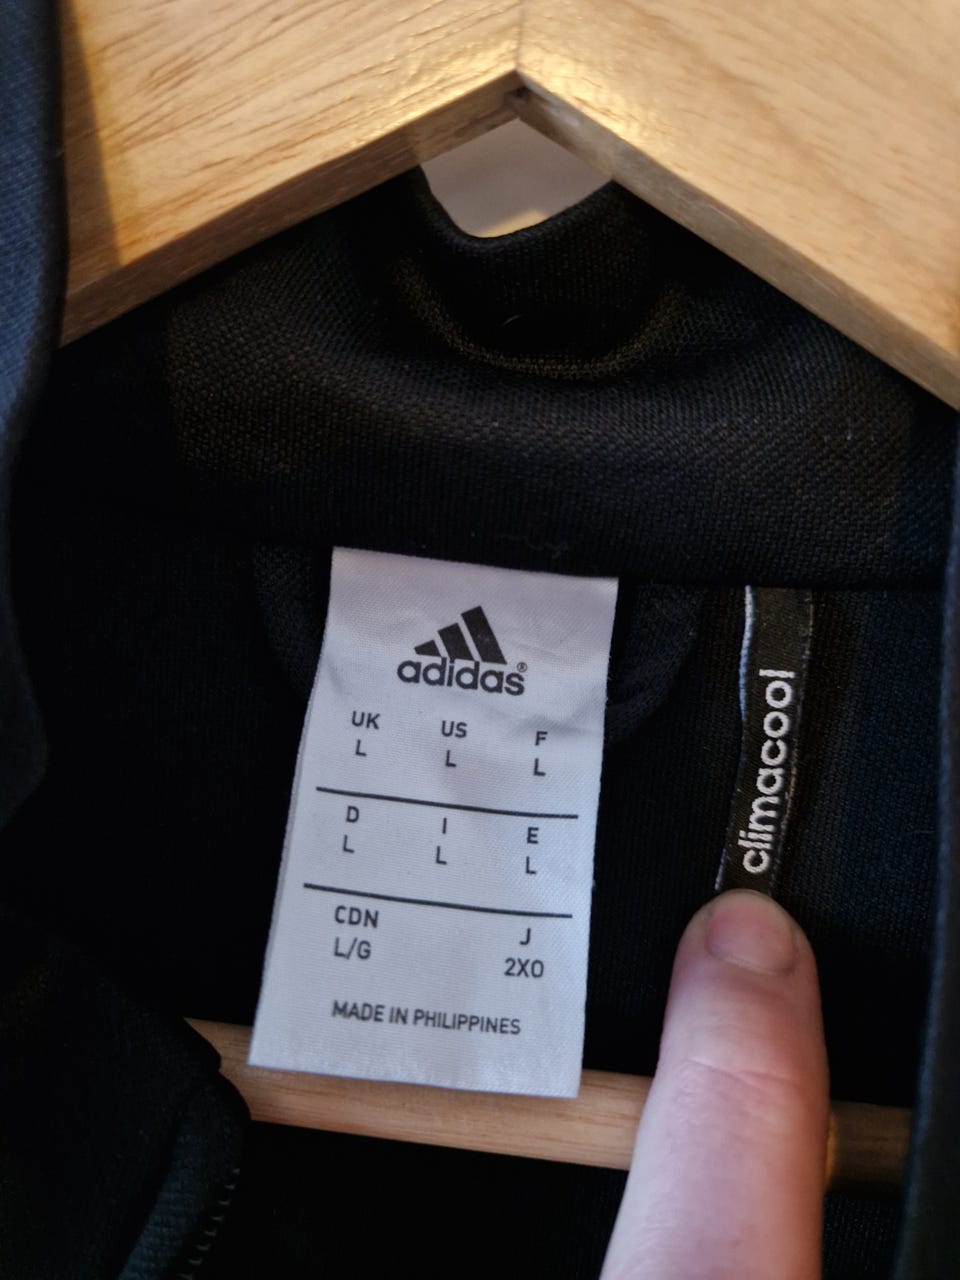 adidas®
UK US F
L L L
D I E
L L L
CDN J
L/G 2XO
MADE IN PHILIPPINES
climacool